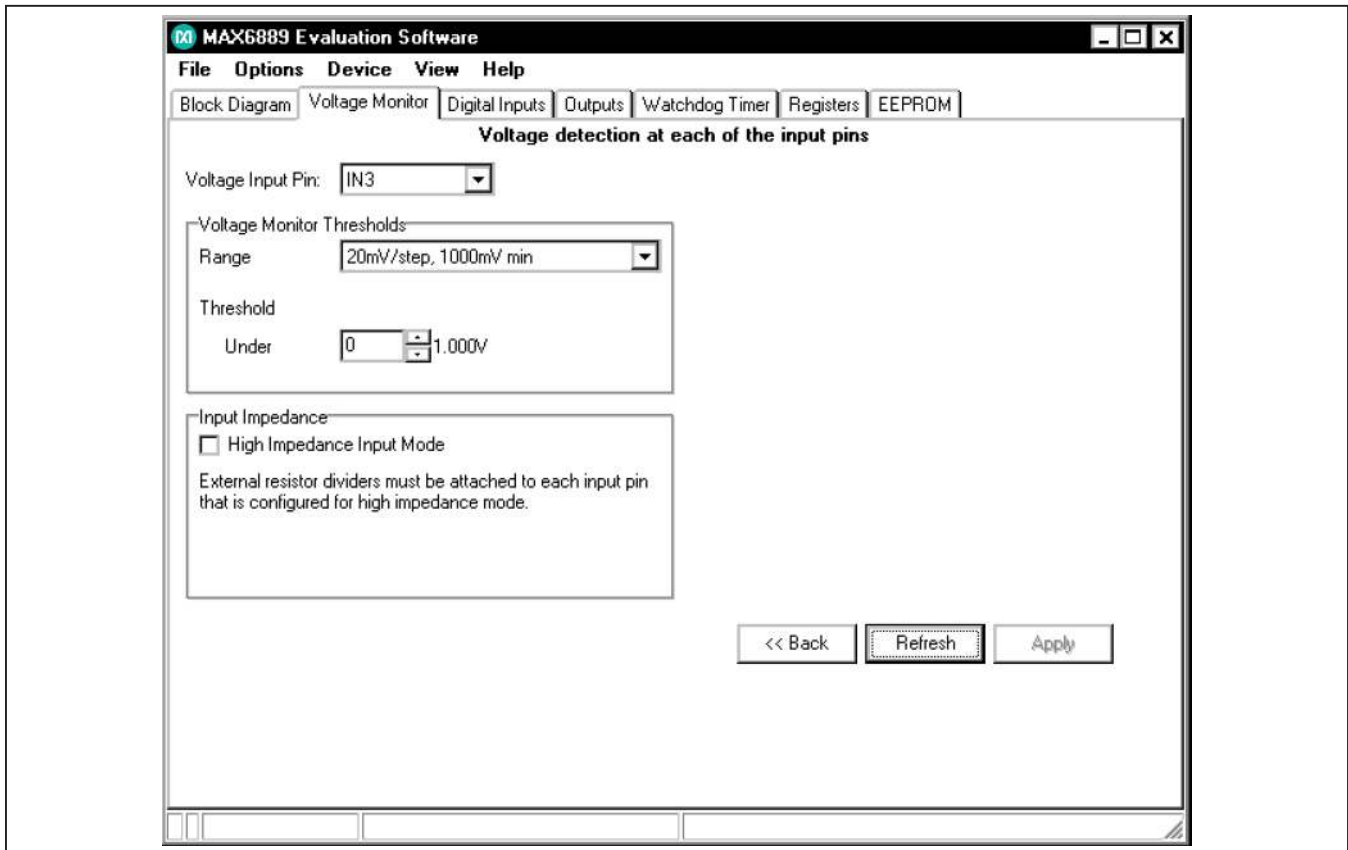 MAX6889 Evaluation Software
File Options Device View Help
Block Diagram Voltage Monitor Digital Inputs Outputs Watchdog Timer Registers EEPROM
Voltage detection at each of the input pins
Voltage Input Pin: IN3
Voltage Monitor Thresholds
Range 20mV/step, 1000mV min
Threshold
Under 0 1.000V
Input Impedance
High Impedance Input Mode
External resistor dividers must be attached to each input pin
that is configured for high impedance mode.
<< Back Refresh Apply